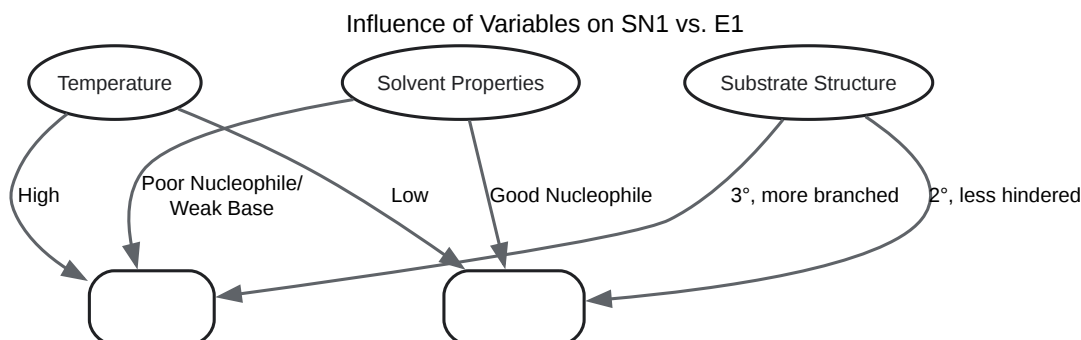 Influence of Variables on SN1 vs. E1
Temperature
Solvent Properties
Substrate Structure
High
Poor Nucleophile/
Weak Base
Low
Good Nucleophile
3°, more branched
2°, less hindered